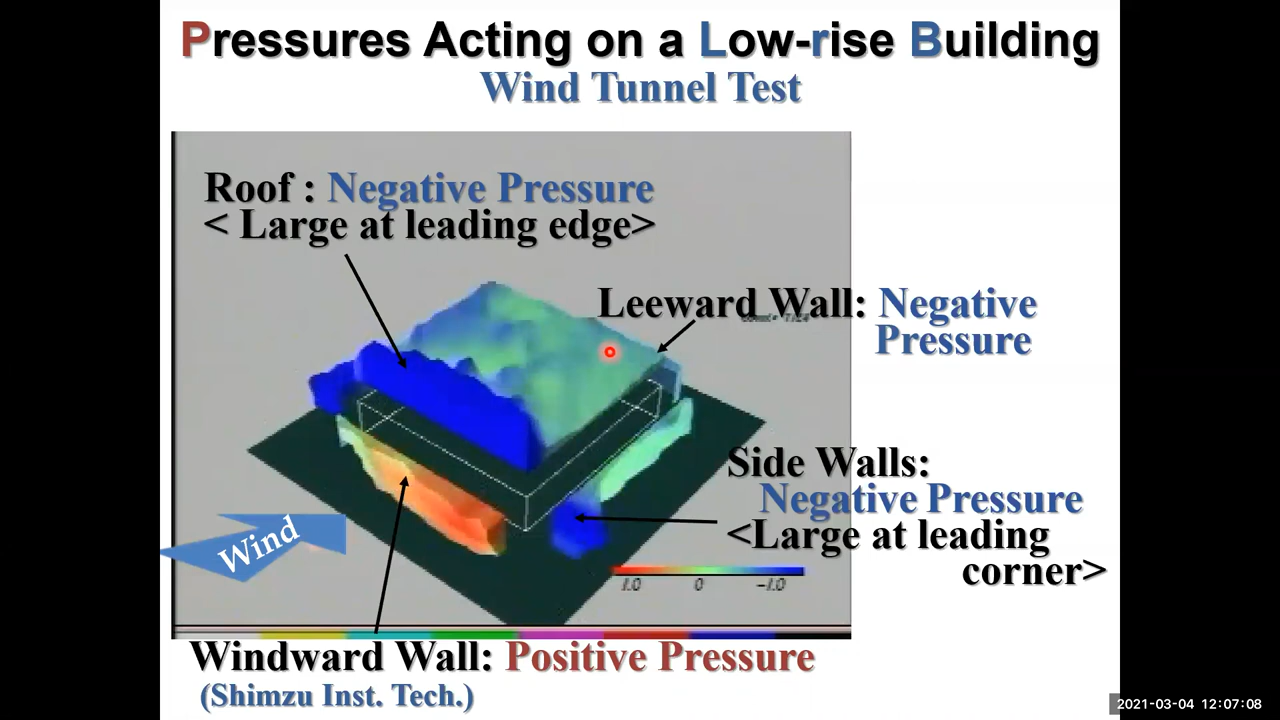 Pressures Acting on a Low-rise Building
Wind Tunnel Test
Roof : Negative Pressure
< Large at leading edge>
Leeward Wall: Negative
Pressure
Side Walls:
Negative Pressure
<Large at leading
corner>
Wind
1.0 0 -1.0
Windward Wall: Positive Pressure
(Shimzu Inst. Tech.)
2021-03-04 12:07:08